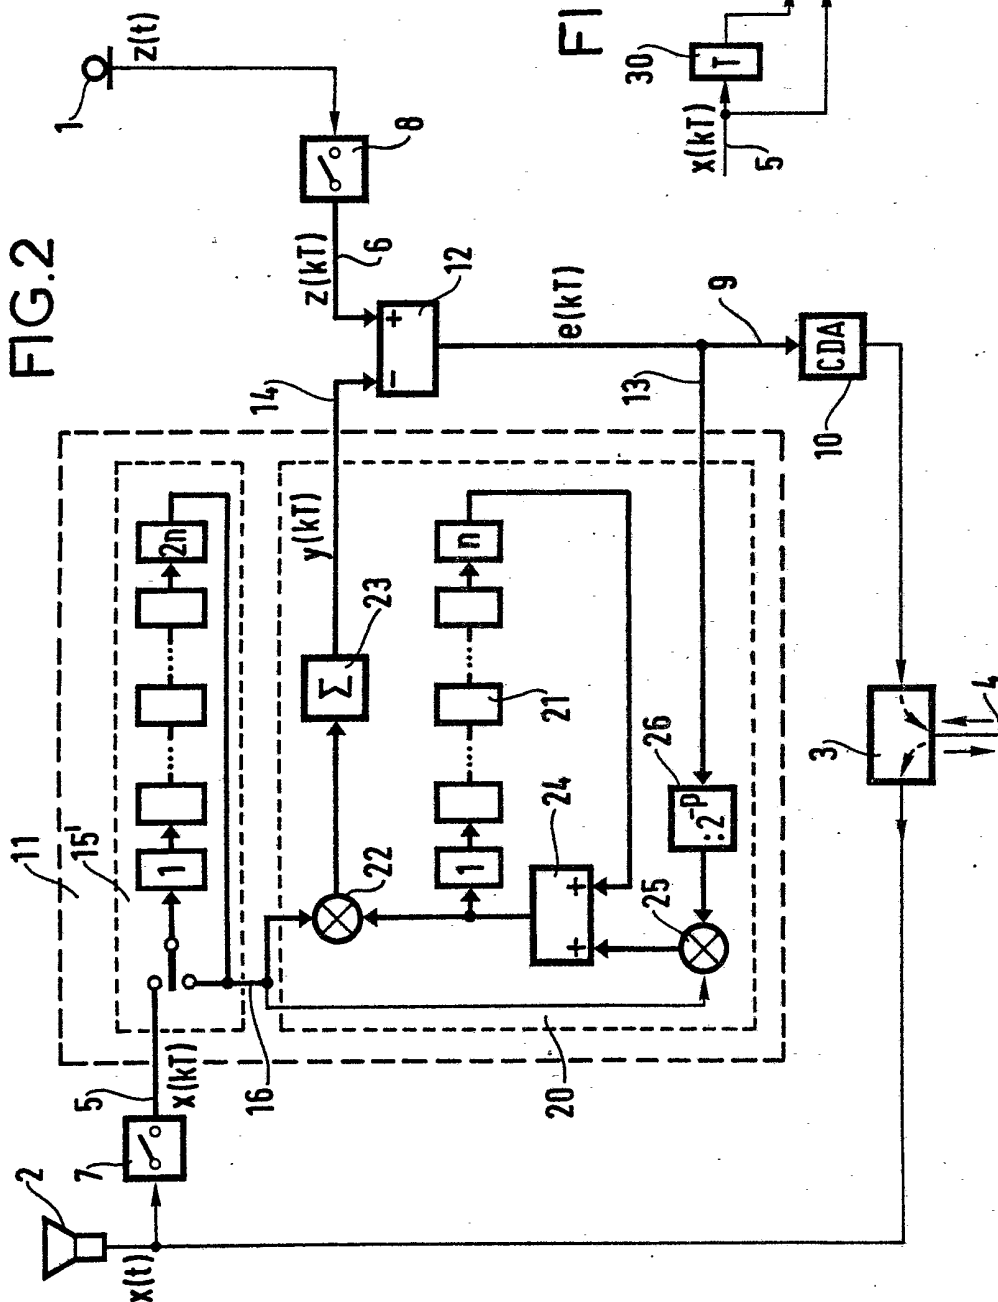 FIG.2
1
z(t)
8
z(kT)
6
12
+
−
14
e(kT)
9
13
CDA
10
11
15'
1
2n
y(kT)
23
Σ
22
1
n
21
24
+
+
26
:2⁻ᵖ
25
16
20
3
4
2
x(t)
7
5
x(kT)
FI
30
T
x(kT)
5